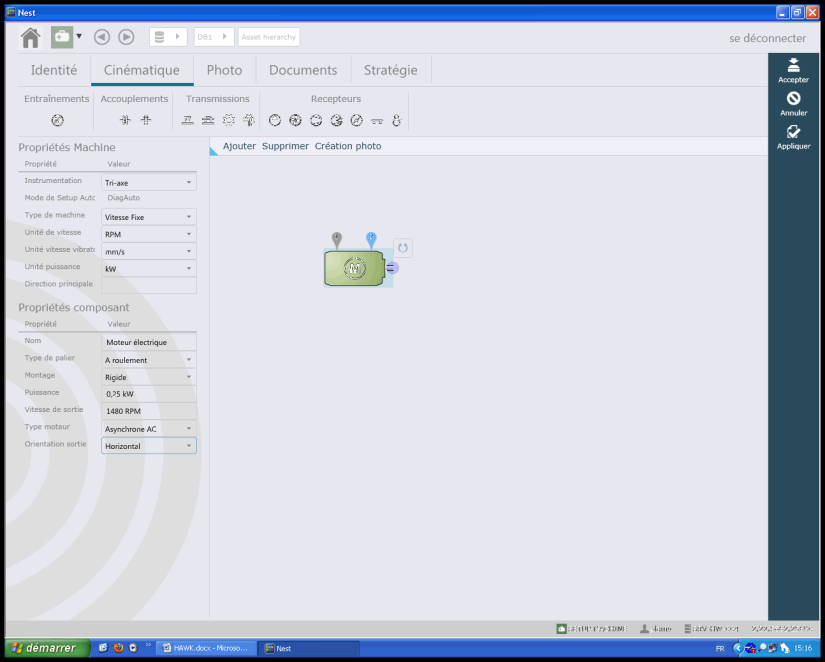 Nest
DB1
Asset hierarchy
se déconnecter
Identité
Cinématique
Photo
Documents
Stratégie
Accepter
Annuler
Appliquer
Entraînements
Accouplements
Transmissions
Recepteurs
Ajouter Supprimer Création photo
Propriétés Machine
Propriété Valeur
Instrumentation Tri-axe
Mode de Setup Autc DiagAuto
Type de machine Vitesse Fixe
Unité de vitesse RPM
Unité vitesse vibrat mm/s
Unité puissance kW
Direction principale
M
Propriétés composant
Propriété Valeur
Nom Moteur électrique
Type de palier A roulement
Montage Rigide
Puissance 0,25 kW
Vitesse de sortie 1480 RPM
Type moteur Asynchrone AC
Orientation sortie Horizontal
SETUP MACHINE
démarrer
HAWK.docx - Microso...
Nest
FR
15:16